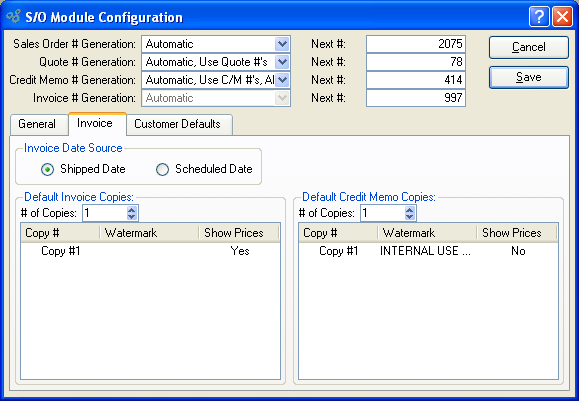 S/O Module Configuration
Sales Order # Generation: Automatic Next #: 2075 Cancel
Quote # Generation: Automatic, Use Quote #'s Next #: 78
Credit Memo # Generation: Automatic, Use C/M #'s, Al Next #: 414 Save
Invoice # Generation: Automatic Next #: 997
General Invoice Customer Defaults
Invoice Date Source
Shipped Date Scheduled Date
Default Invoice Copies: Default Credit Memo Copies:
# of Copies: 1 # of Copies: 1
Copy # Watermark Show Prices Copy # Watermark Show Prices
Copy #1 Yes Copy #1 INTERNAL USE ... No